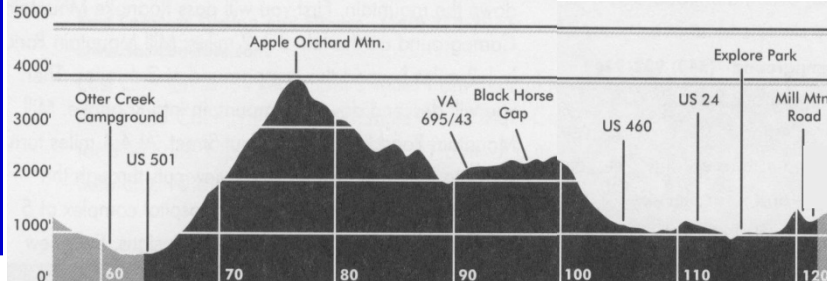 5000'
Apple Orchard Mtn.
4000'
Explore Park
Otter Creek
Campground
VA
695/43
Black Horse
Gap
US 24
Mill Mtn
Road
3000'
US 460
US 501
2000'
1000'
0'
60
70
80
90
100
110
120